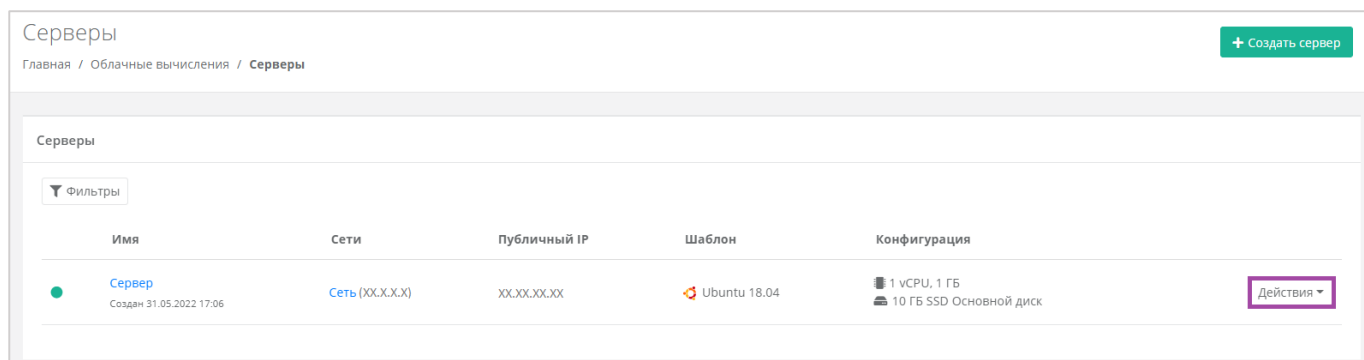 Серверы
+ Создать сервер
Главная / Облачные вычисления / Серверы
Серверы
Фильтры
Имя Сети Публичный IP Шаблон Конфигурация
Сервер Сеть (XX.X.X.X) XX.XX.XX.XX Ubuntu 18.04 1 vCPU, 1 ГБ Действия
Создан 31.05.2022 17:06 10 ГБ SSD Основной диск